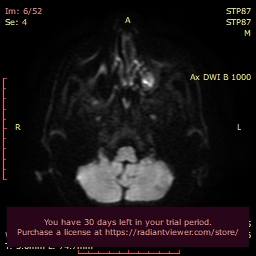 Im: 6/52
Se: 4
STP87
STP87
M
A
Ax DWI B 1000
R
L
You have 30 days left in your trial period.
Purchase a license at https://radiantviewer.com/store/